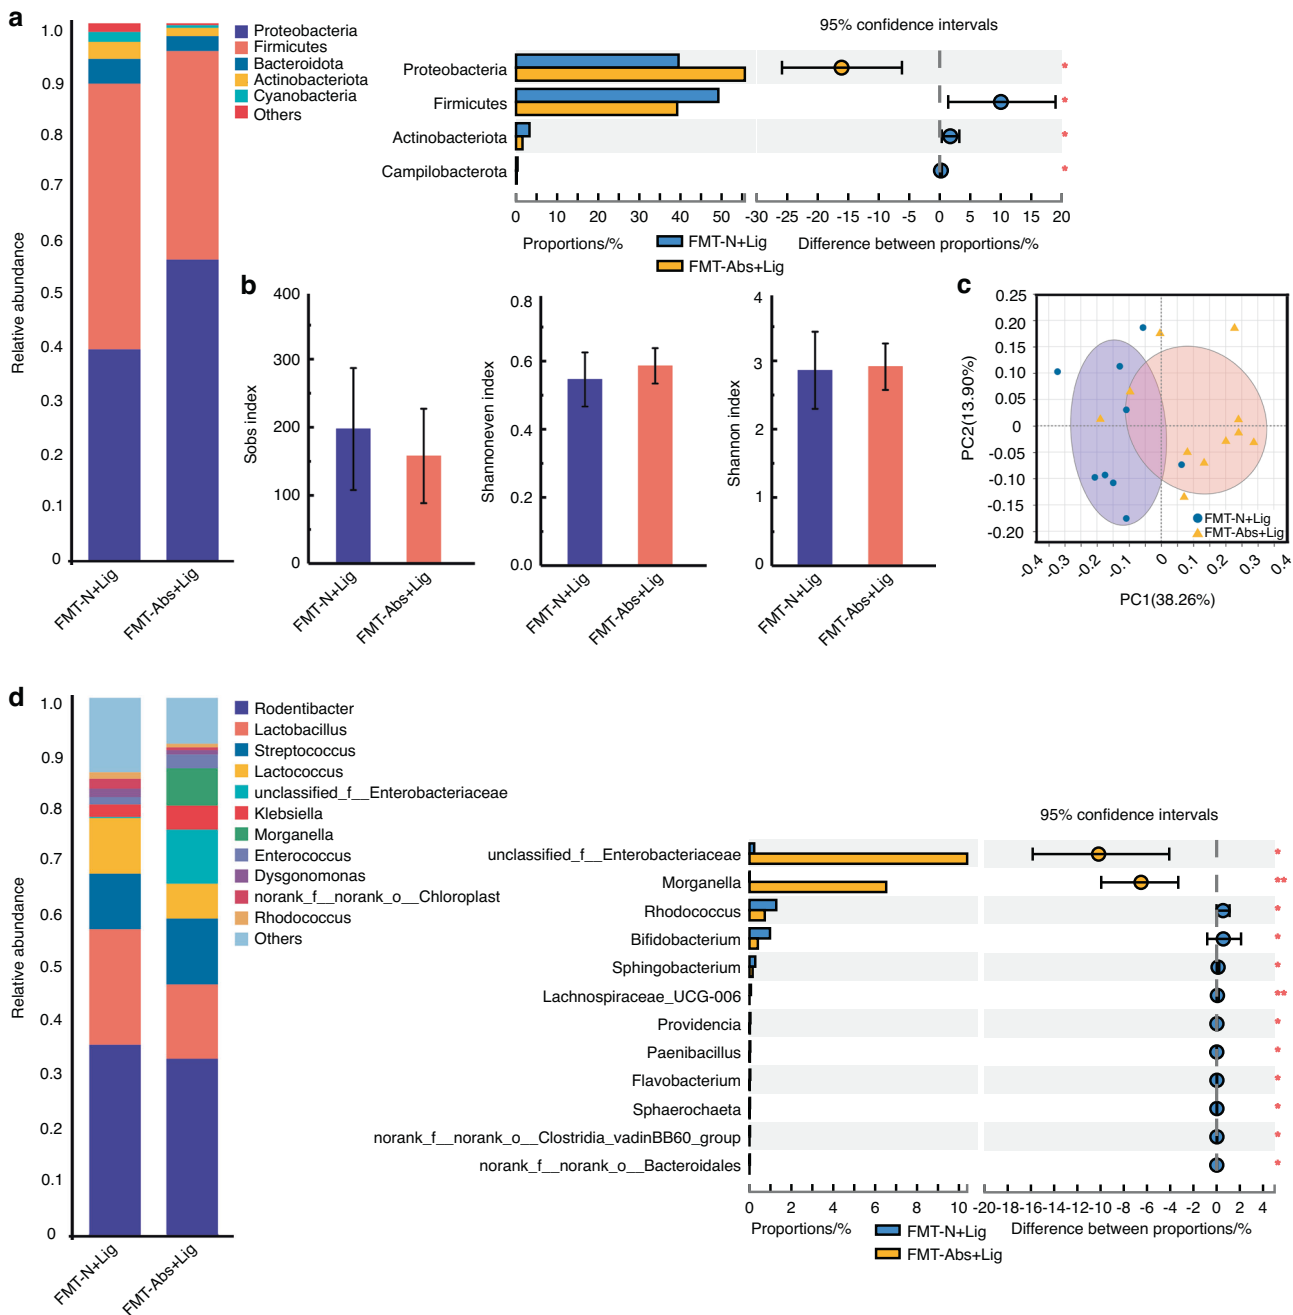 a
1.0
0.9
0.8
0.7
0.6
0.5
0.4
0.3
0.2
0.1
0
Relative abundance
FMT-N+Lig
FMT-Abs+Lig
Proteobacteria
Firmicutes
Bacteroidota
Actinobacteriota
Cyanobacteria
Others
95% confidence intervals
Proteobacteria
*
Firmicutes
*
Actinobacteriota
*
Campilobacterota
*
0 10 20 30 40 50 -30 -25 -20 -15 -10 -5 0 5 10 15 20
Proportions/%
Difference between proportions/%
FMT-N+Lig
FMT-Abs+Lig
b
400
300
200
100
0
Sobs index
FMT-N+Lig
FMT-Abs+Lig
0.8
0.6
0.4
0.2
0.0
Shannoneven index
FMT-N+Lig
FMT-Abs+Lig
4
3
2
1
0
Shannon index
FMT-N+Lig
FMT-Abs+Lig
c
0.25
0.20
0.15
0.10
0.05
0
-0.05
-0.10
-0.15
-0.20
PC2(13.90%)
FMT-N+Lig
FMT-Abs+Lig
-0.4 -0.3 -0.2 -0.1 0 0.1 0.2 0.3 0.4
PC1(38.26%)
d
1.0
0.9
0.8
0.7
0.6
0.5
0.4
0.3
0.2
0.1
0
Relative abundance
FMT-N+Lig
FMT-Abs+Lig
Rodentibacter
Lactobacillus
Streptococcus
Lactococcus
unclassified_f__Enterobacteriaceae
Klebsiella
Morganella
Enterococcus
Dysgonomonas
norank_f__norank_o__Chloroplast
Rhodococcus
Others
95% confidence intervals
unclassified_f__Enterobacteriaceae
*
Morganella
**
Rhodococcus
*
Bifidobacterium
*
Sphingobacterium
*
Lachnospiraceae_UCG-006
**
Providencia
*
Paenibacillus
*
Flavobacterium
*
Sphaerochaeta
*
norank_f__norank_o__Clostridia_vadinBB60_group
*
norank_f__norank_o__Bacteroidales
*
0 2 4 6 8 10 -20-18-16-14-12-10 -8 -6 -4 -2 0 2 4
Proportions/%
Difference between proportions/%
FMT-N+Lig
FMT-Abs+Lig